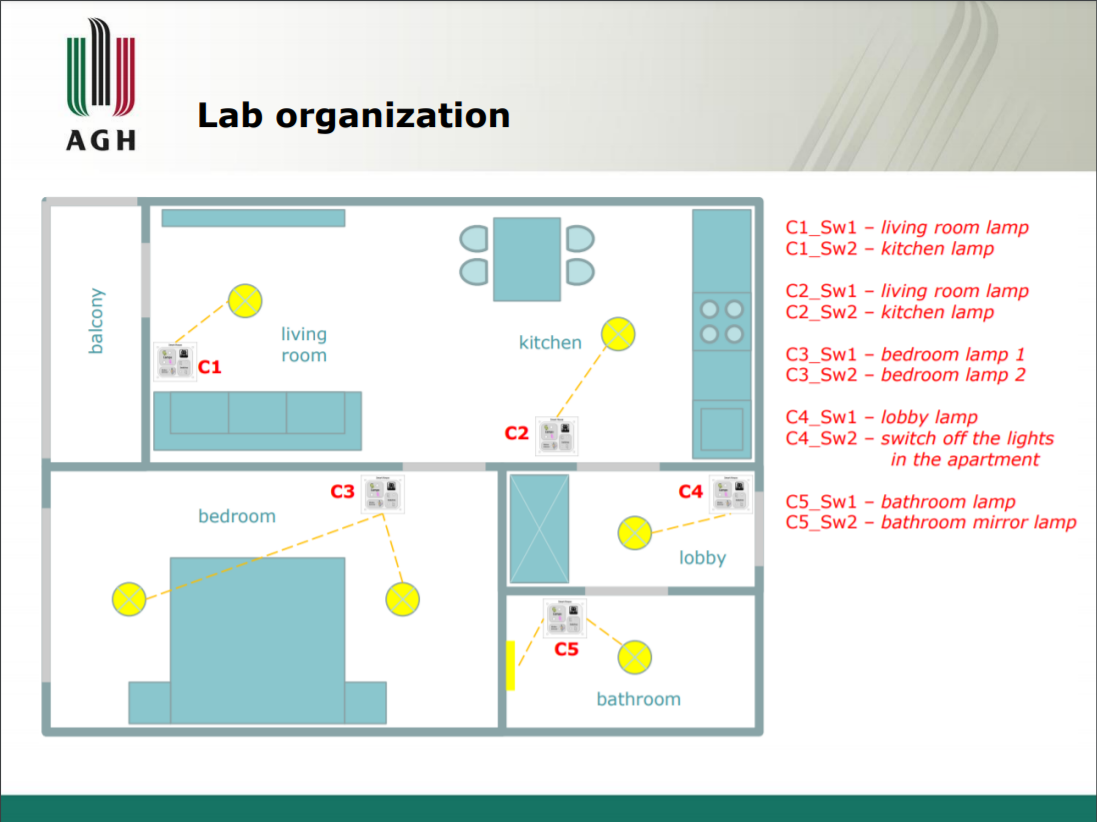 AGH
Lab organization
balcony
living
room
C1
kitchen
C2
C1_Sw1 – living room lamp
C1_Sw2 – kitchen lamp
C2_Sw1 – living room lamp
C2_Sw2 – kitchen lamp
C3_Sw1 – bedroom lamp 1
C3_Sw2 – bedroom lamp 2
C4_Sw1 – lobby lamp
C4_Sw2 – switch off the lights
in the apartment
C5_Sw1 – bathroom lamp
C5_Sw2 – bathroom mirror lamp
C3
bedroom
C4
lobby
C5
bathroom